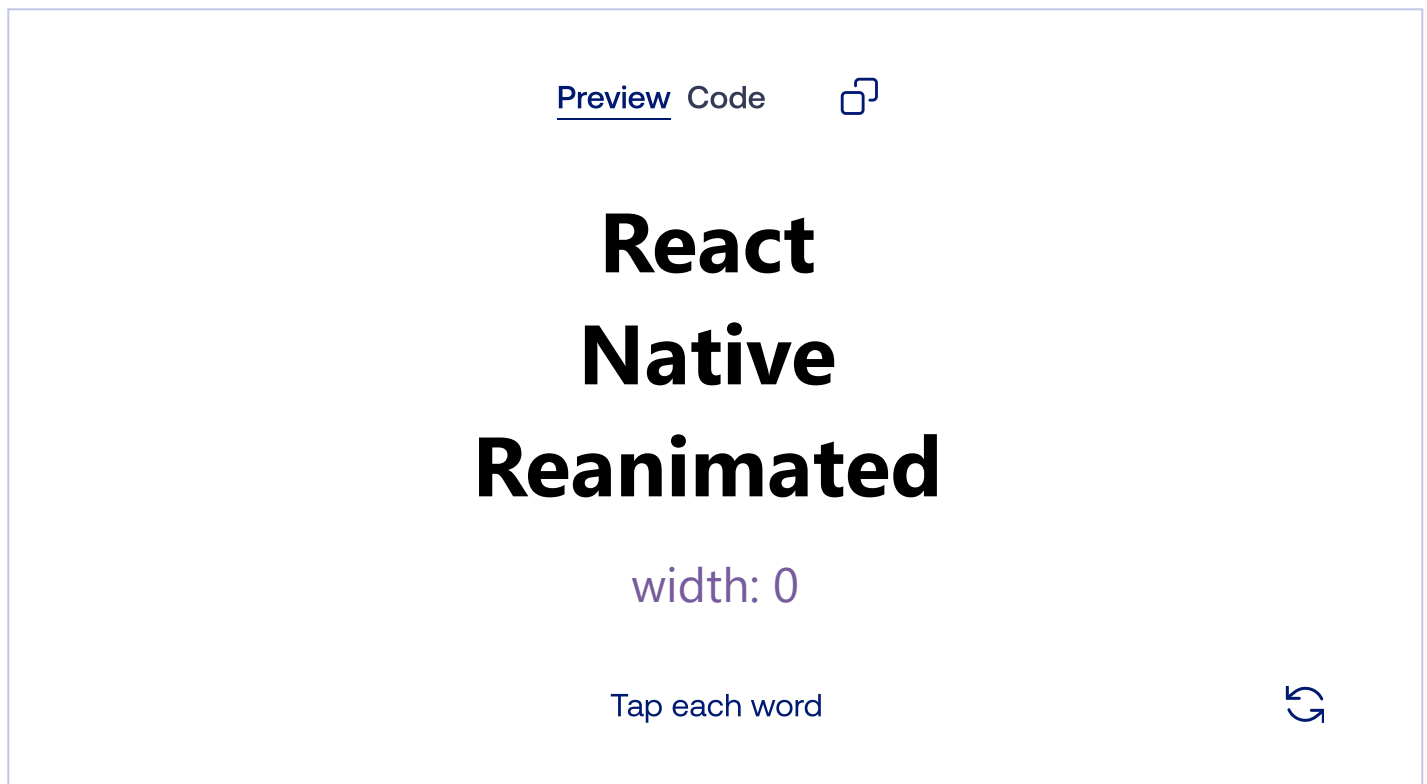 Preview Code
React
Native
Reanimated
width: 0
Tap each word